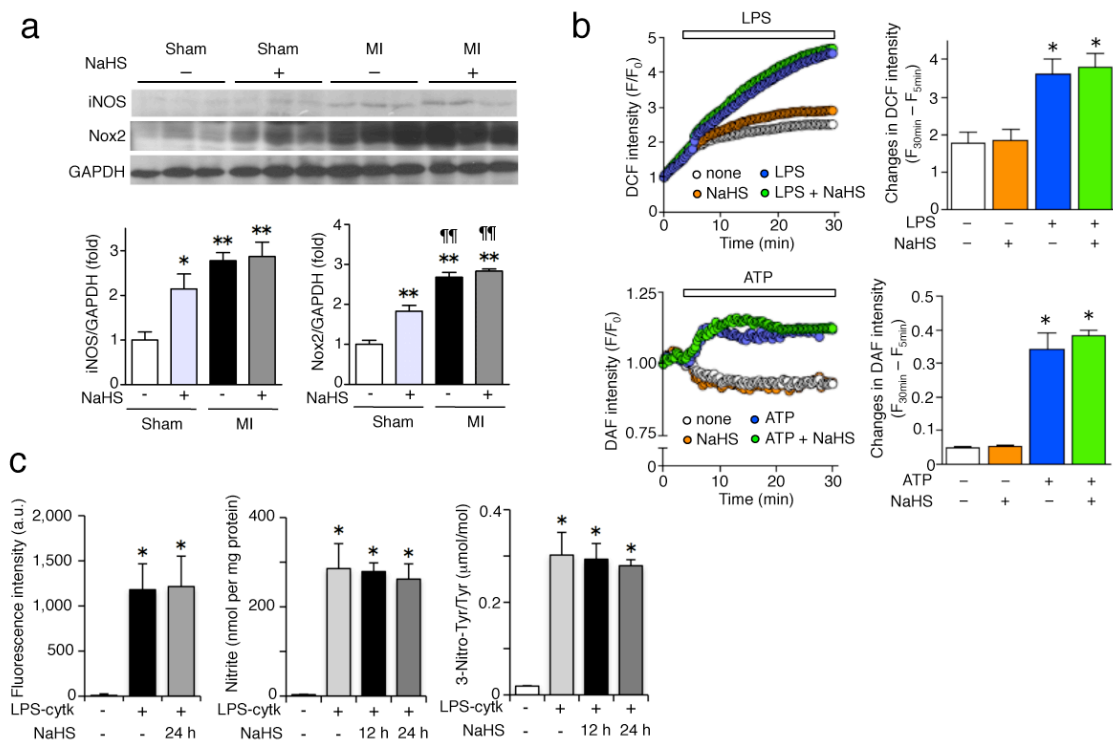 a
Sham Sham MI MI
NaHS – + – +
iNOS
Nox2
GAPDH
iNOS/GAPDH (fold)
3
2
1
0
** **
*
NaHS - + - +
Sham MI
Nox2/GAPDH (fold)
3
2
1
0
¶¶ ¶¶
** **
**
NaHS - + - +
Sham MI
b
LPS
DCF intensity (F/F0)
5
4
3
2
1
0
none LPS
NaHS LPS + NaHS
0 10 20 30
Time (min)
Changes in DCF intensity
(F30min – F5min)
4
3
2
1
0
* *
LPS – – + +
NaHS – + – +
ATP
DAF intensity (F/F0)
1.25
1.00
0.75
0
none ATP
NaHS ATP + NaHS
0 10 20 30
Time (min)
Changes in DAF intensity
(F30min – F5min)
0.5
0.4
0.3
0.2
0.1
0
* *
ATP – – + +
NaHS – + – +
c
Fluorescence intensity (a.u.)
2,000
1,500
1,000
500
0
* *
LPS-cytk - + +
NaHS - - 24 h
Nitrite (nmol per mg protein)
400
200
0
* * *
LPS-cytk - + + +
NaHS - - 12 h 24 h
3-Nitro-Tyr/Tyr (μmol/mol)
0.4
0.2
0
* * *
LPS-cytk - + + +
NaHS - - 12 h 24 h